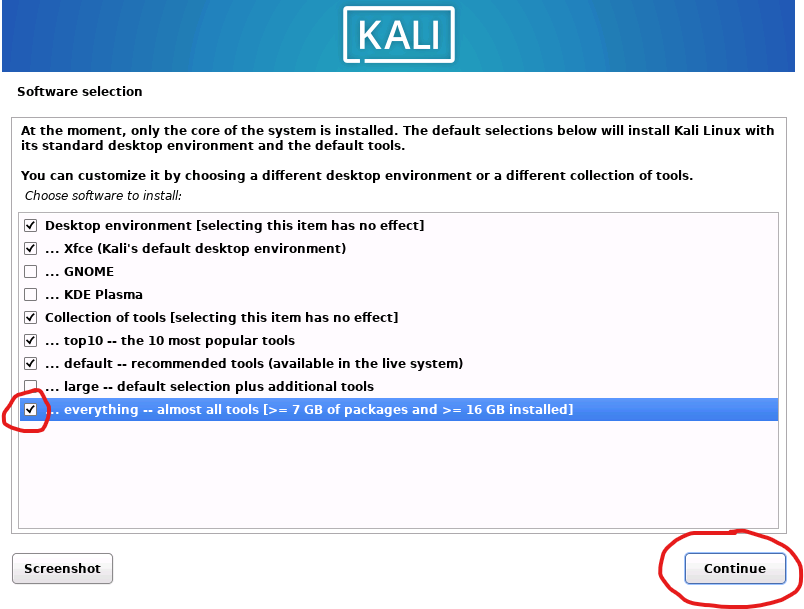 KALI
Software selection
At the moment, only the core of the system is installed. The default selections below will install Kali Linux with
its standard desktop environment and the default tools.
You can customize it by choosing a different desktop environment or a different collection of tools.
Choose software to install:
Desktop environment [selecting this item has no effect]
... Xfce (Kali's default desktop environment)
... GNOME
... KDE Plasma
Collection of tools [selecting this item has no effect]
... top10 -- the 10 most popular tools
... default -- recommended tools (available in the live system)
... large -- default selection plus additional tools
... everything -- almost all tools [>= 7 GB of packages and >= 16 GB installed]
Screenshot
Continue